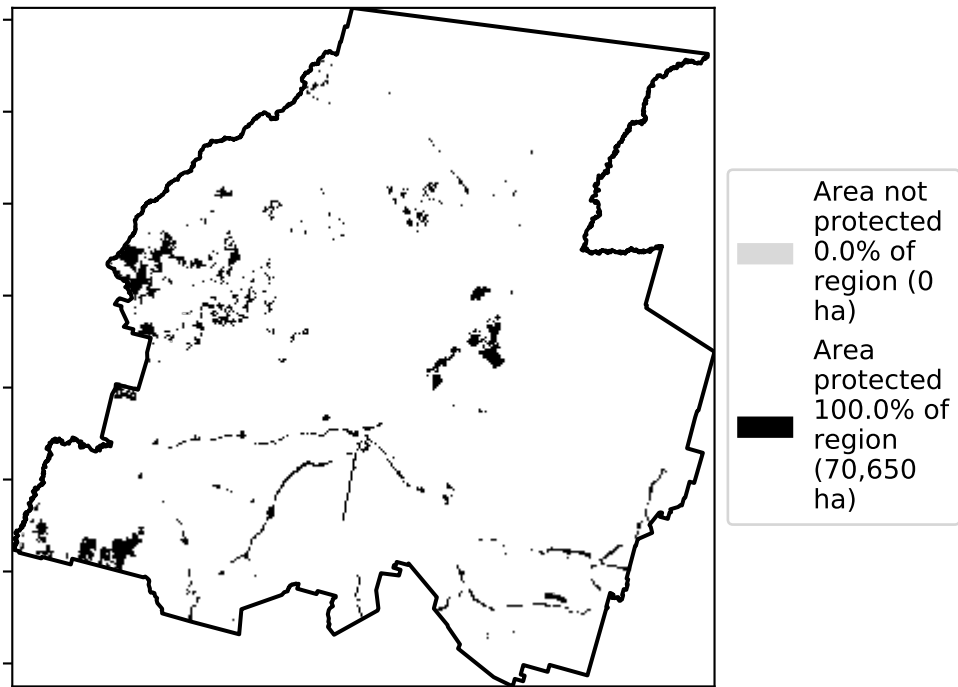 Area not
protected
0.0% of
region (0
ha)
Area
protected
100.0% of
region
(70,650
ha)